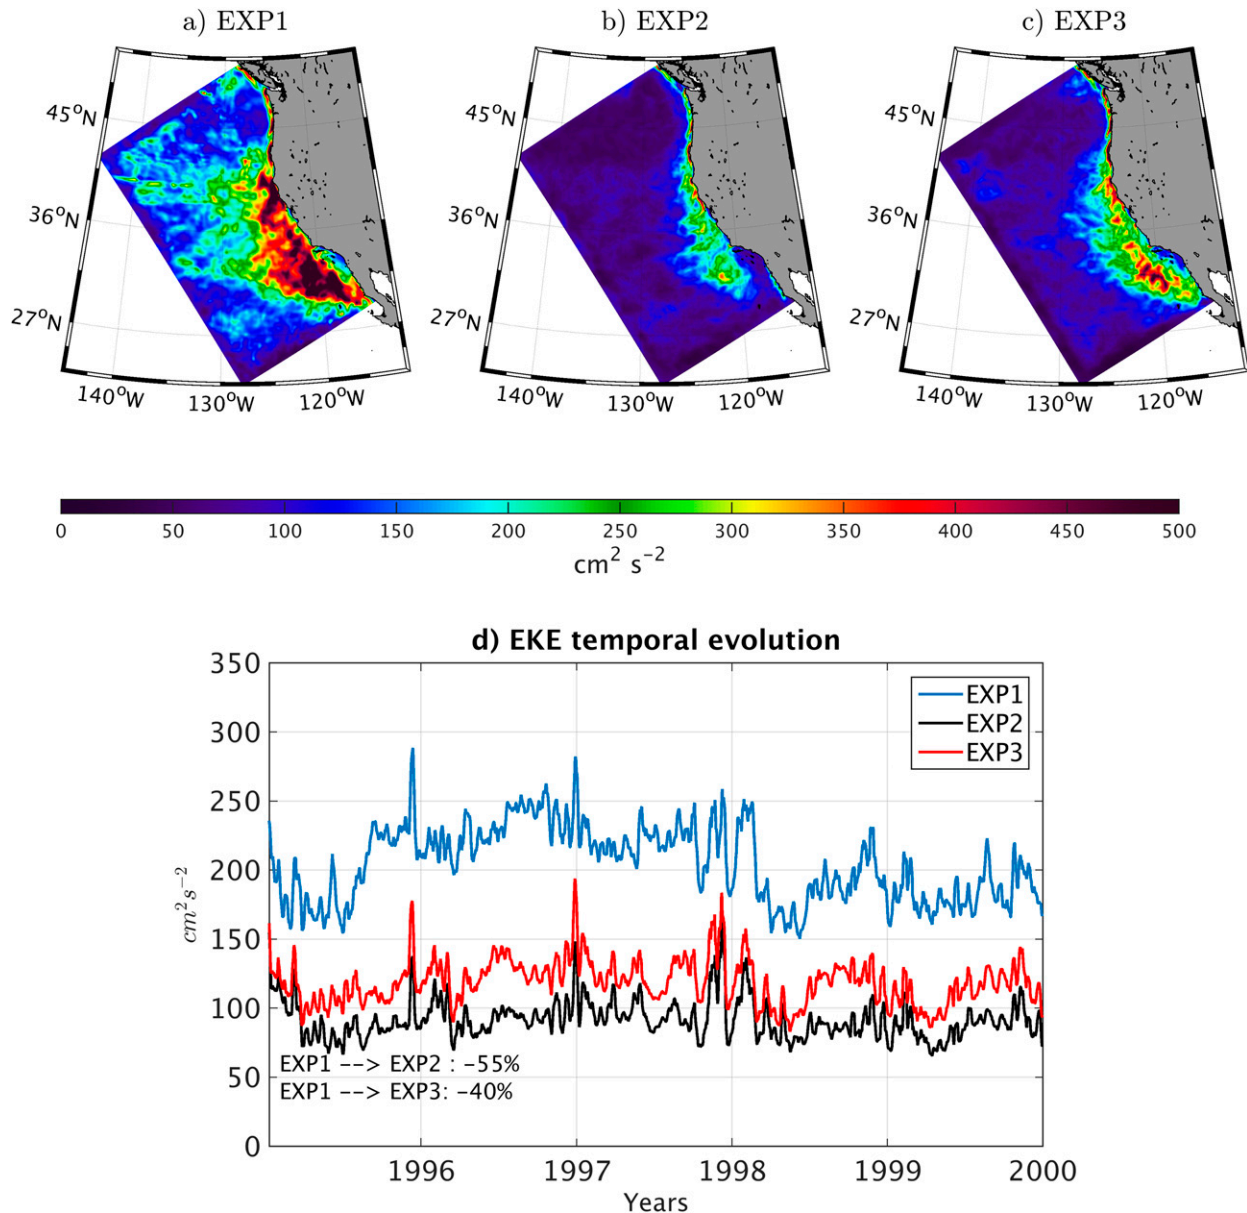 a) EXP1
b) EXP2
c) EXP3
45°N
36°N
27°N
140°W
130°W
120°W
45°N
36°N
27°N
140°W
130°W
120°W
45°N
36°N
27°N
140°W
130°W
120°W
0 50 100 150 200 250 300 350 400 450 500
cm² s⁻²
d) EKE temporal evolution
350
300
250
200
150
100
50
0
cm²s⁻²
EXP1
EXP2
EXP3
EXP1 --> EXP2 : -55%
EXP1 --> EXP3: -40%
1996 1997 1998 1999 2000
Years